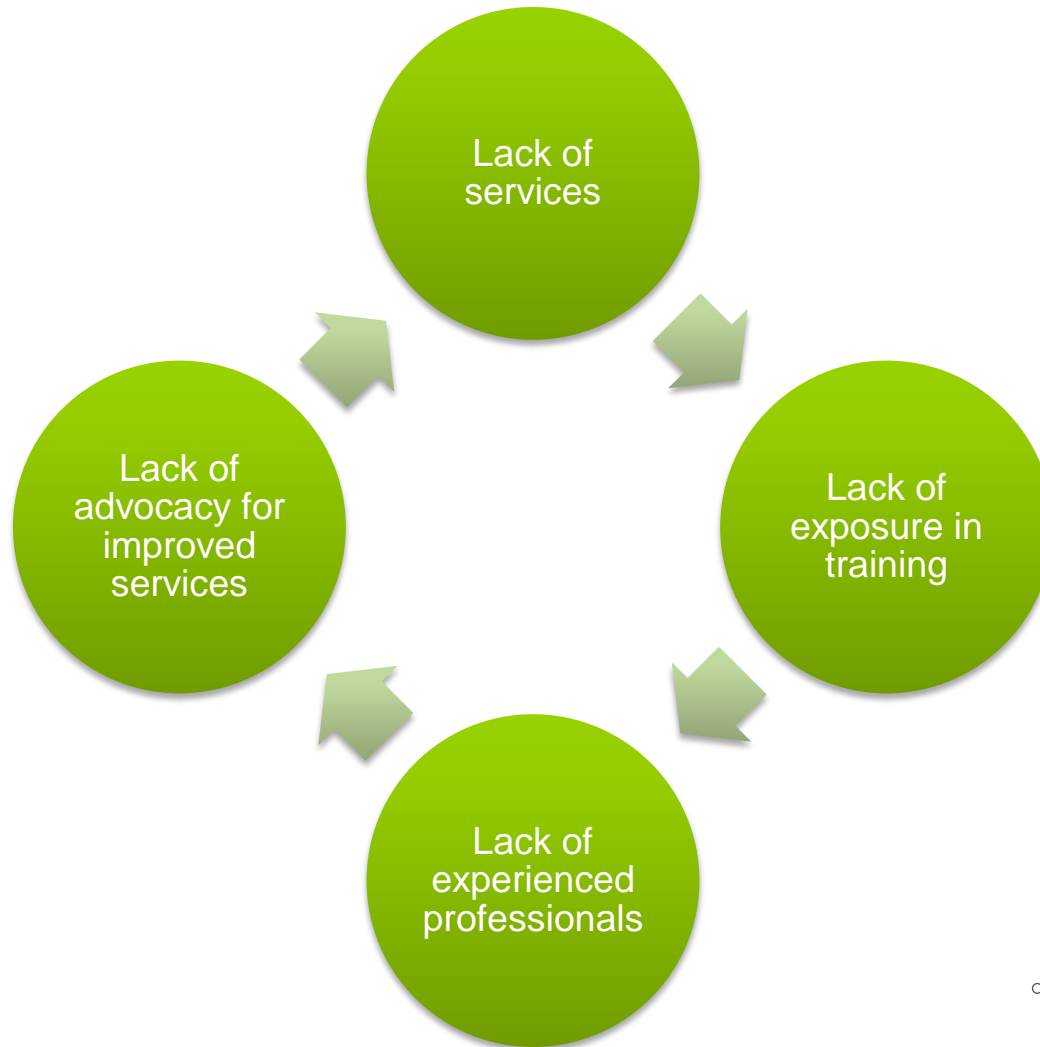 Lack of
services
Lack of
exposure in
training
Lack of
experienced
professionals
Lack of
advocacy for
improved
services